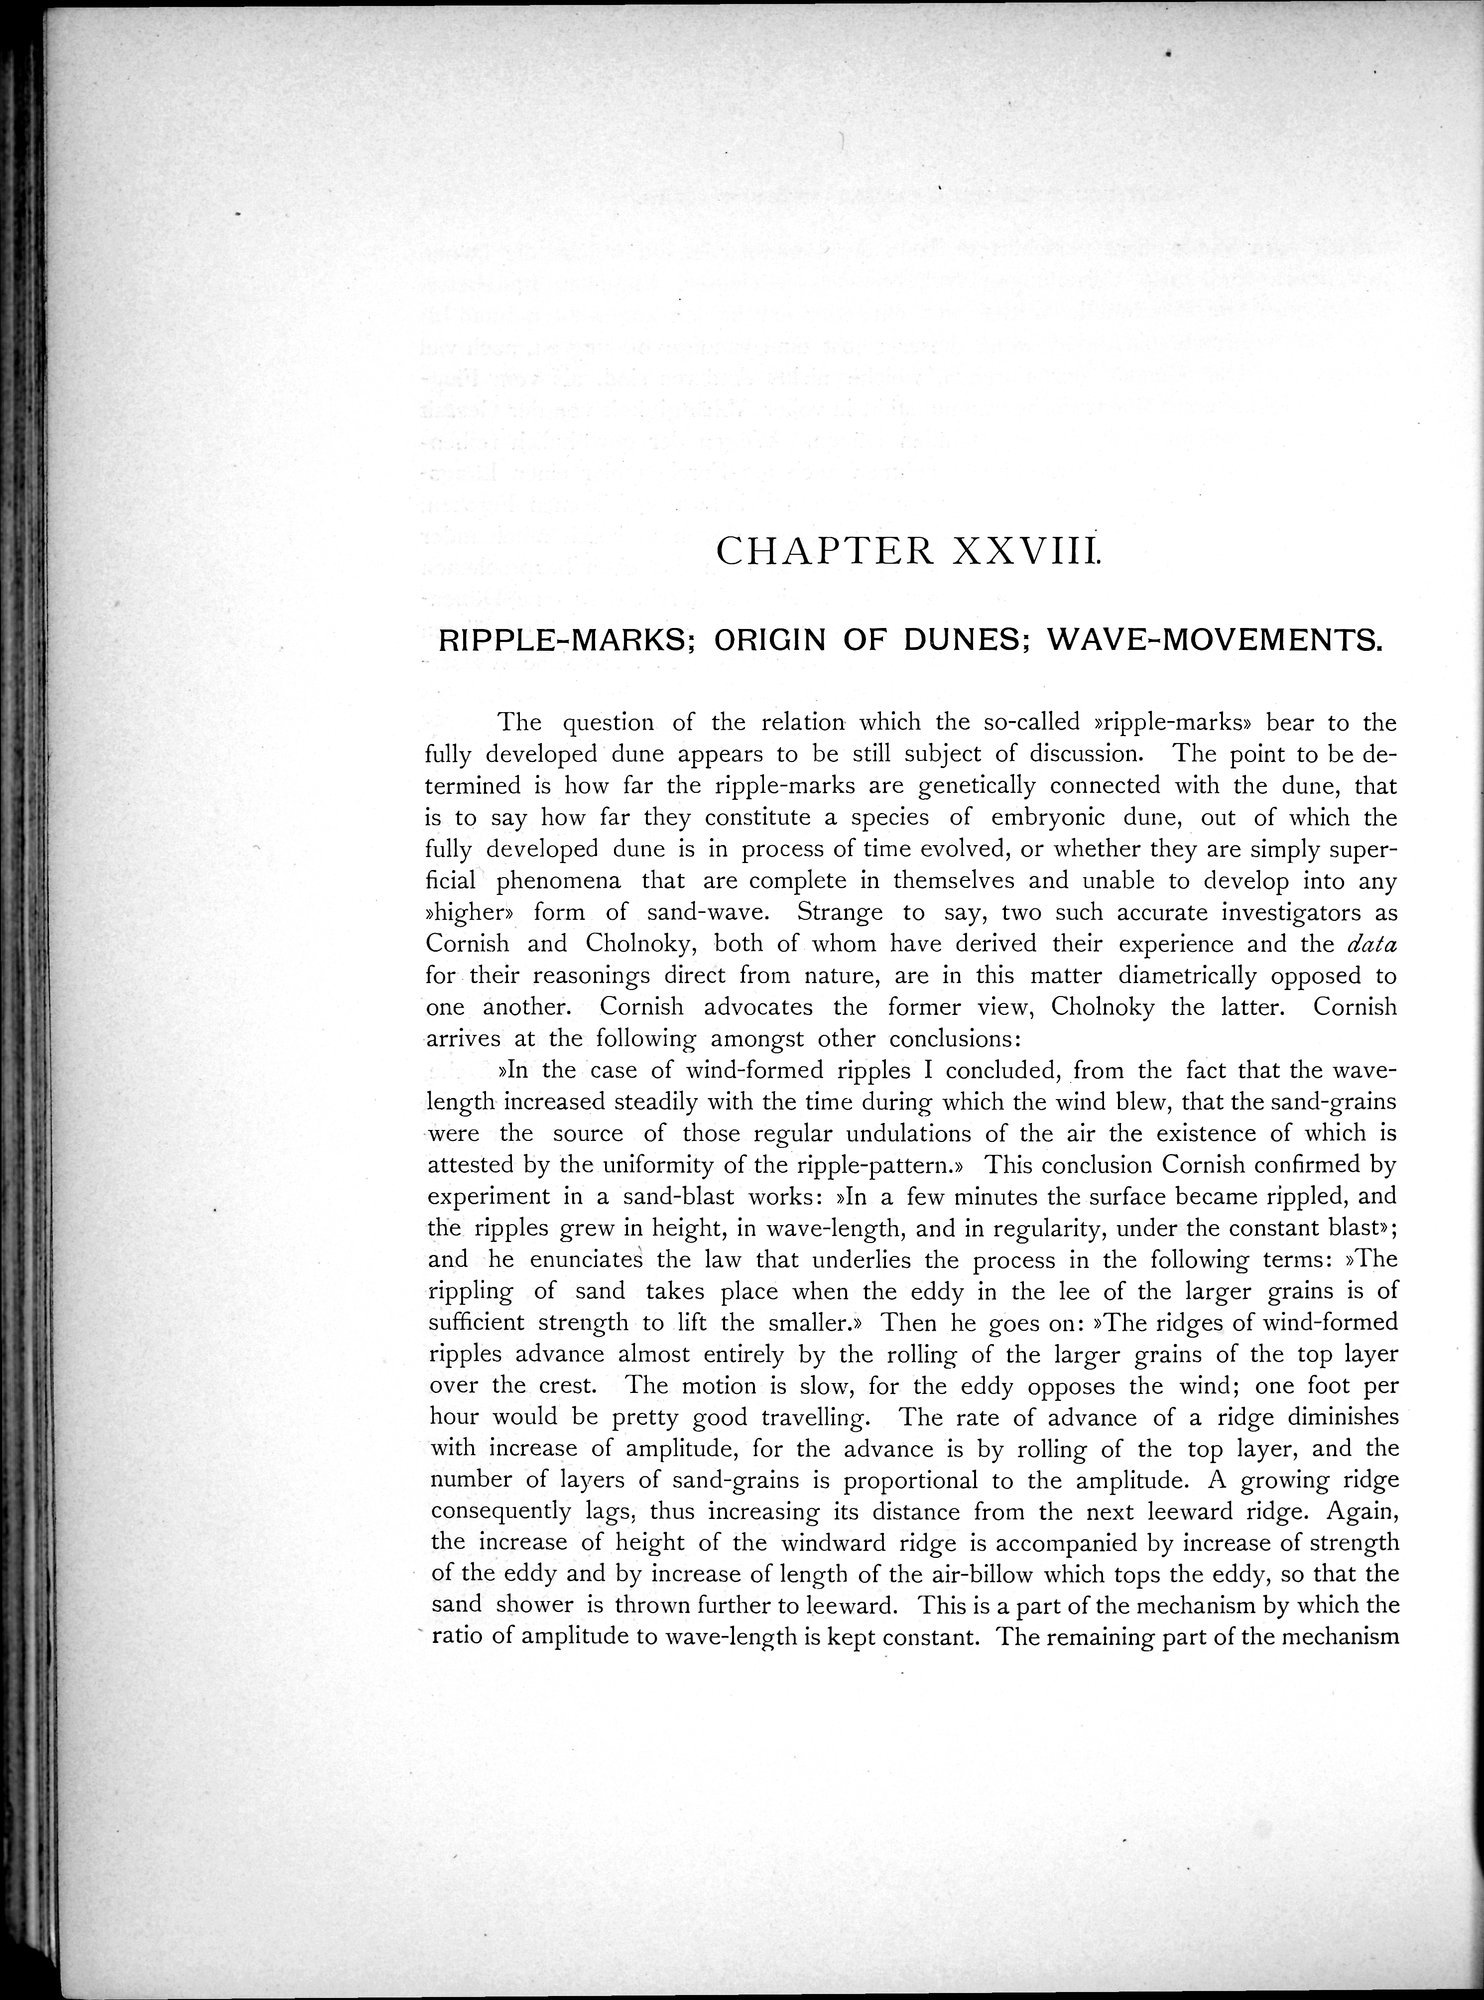 CHAPTER XXVIII.
RIPPLE-MARKS; ORIGIN OF DUNES; WAVE-MOVEMENTS.
The question of the relation which the so-called »ripple-marks» bear to the
fully developed dune appears to be still subject of discussion. The point to be de-
termined is how far the ripple-marks are genetically connected with the dune, that
is to say how far they constitute a species of embryonic dune, out of which the
fully developed dune is in process of time evolved, or whether they are simply super-
ficial phenomena that are complete in themselves and unable to develop into any
»higher» form of sand-wave. Strange to say, two such accurate investigators as
Cornish and Cholnoky, both of whom have derived their experience and the data
for their reasonings direct from nature, are in this matter diametrically opposed to
one another. Cornish advocates the former view, Cholnoky the latter. Cornish
arrives at the following amongst other conclusions:
»In the case of wind-formed ripples I concluded, from the fact that the wave-
length increased steadily with the time during which the wind blew, that the sand-grains
were the source of those regular undulations of the air the existence of which is
attested by the uniformity of the ripple-pattern.» This conclusion Cornish confirmed by
experiment in a sand-blast works: »In a few minutes the surface became rippled, and
the ripples grew in height, in wave-length, and in regularity, under the constant blast»;
and he enunciates the law that underlies the process in the following terms: »The
rippling of sand takes place when the eddy in the lee of the larger grains is of
sufficient strength to lift the smaller.» Then he goes on: »The ridges of wind-formed
ripples advance almost entirely by the rolling of the larger grains of the top layer
over the crest. The motion is slow, for the eddy opposes the wind; one foot per
hour would be pretty good travelling. The rate of advance of a ridge diminishes
with increase of amplitude, for the advance is by rolling of the top layer, and the
number of layers of sand-grains is proportional to the amplitude. A growing ridge
consequently lags, thus increasing its distance from the next leeward ridge. Again,
the increase of height of the windward ridge is accompanied by increase of strength
of the eddy and by increase of length of the air-billow which tops the eddy, so that the
sand shower is thrown further to leeward. This is a part of the mechanism by which the
ratio of amplitude to wave-length is kept constant. The remaining part of the mechanism